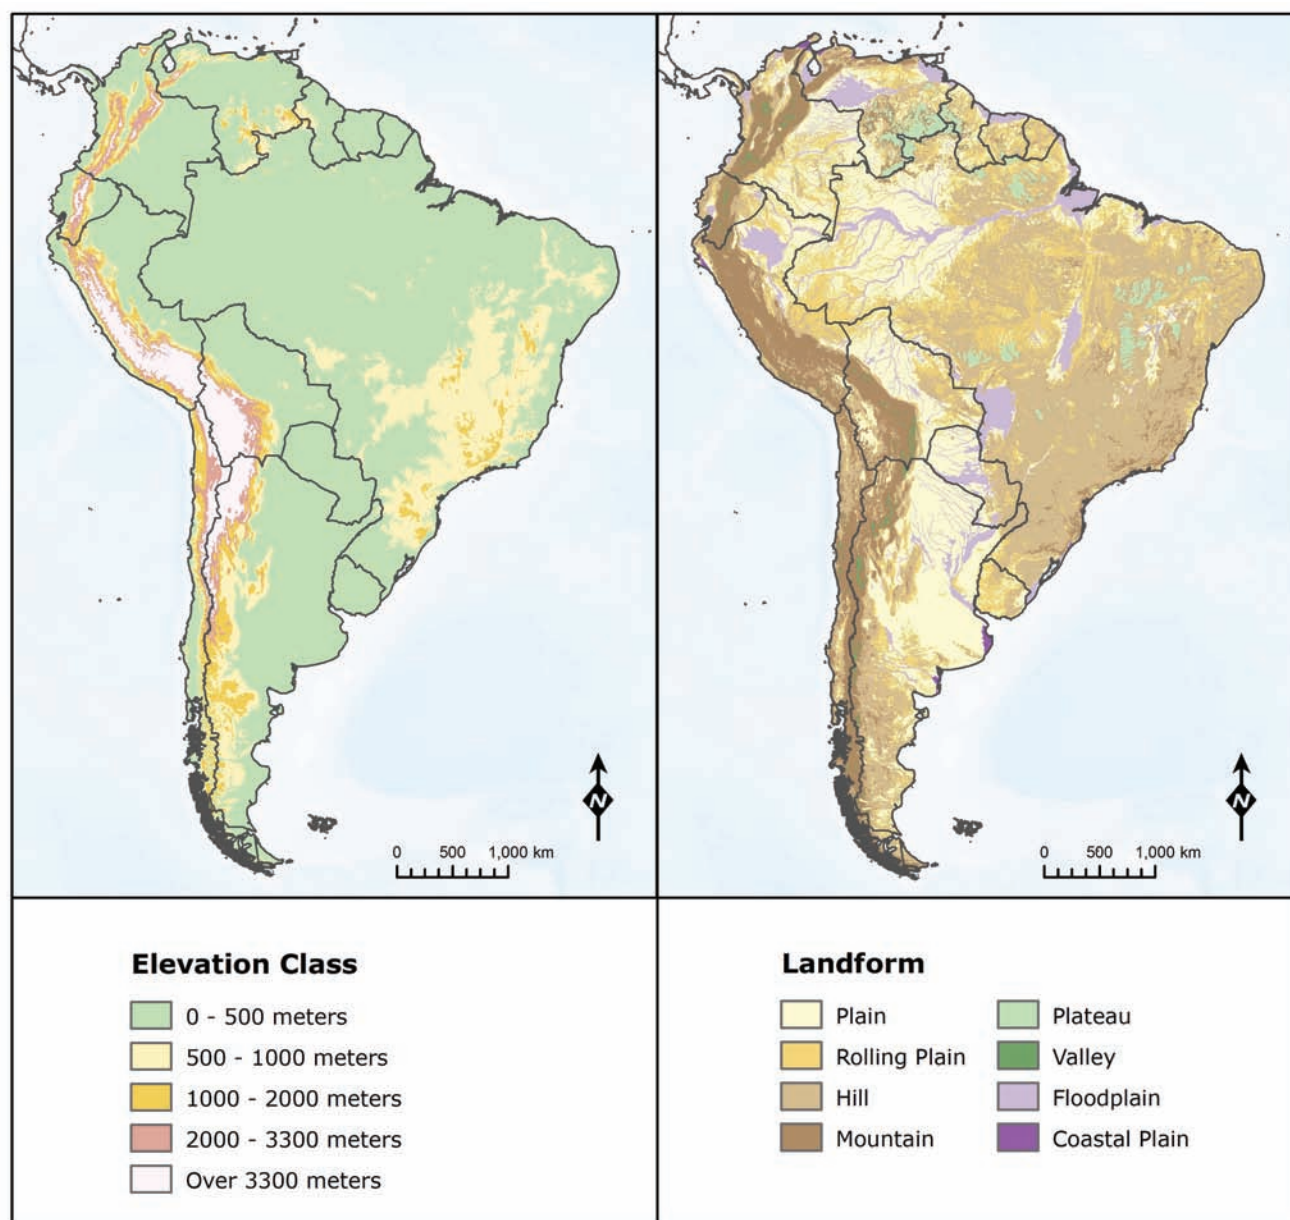 N
0 500 1,000 km
N
0 500 1,000 km
Elevation Class
0 - 500 meters
500 - 1000 meters
1000 - 2000 meters
2000 - 3300 meters
Over 3300 meters
Landform
Plain
Rolling Plain
Hill
Mountain
Plateau
Valley
Floodplain
Coastal Plain